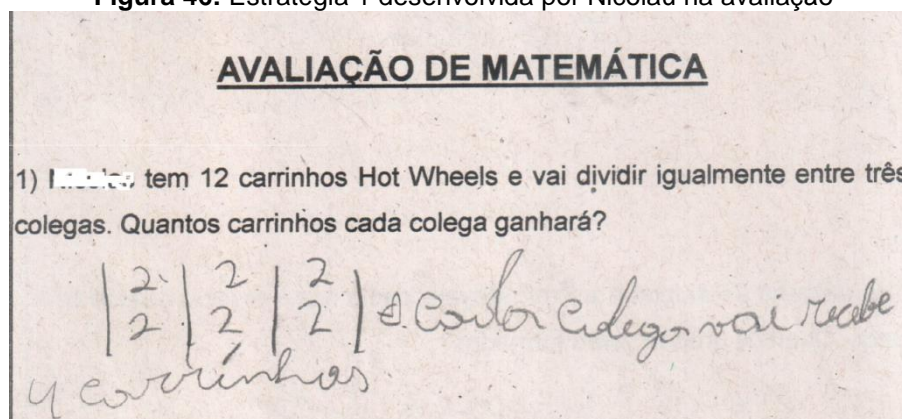 Figura 46: Estratégia 1 desenvolvida por Nicolau na avaliação
AVALIAÇÃO DE MATEMÁTICA
1) tem 12 carrinhos Hot Wheels e vai dividir igualmente entre três
colegas. Quantos carrinhos cada colega ganhará?
| 2 | 2 | 2 |
| 2 | 2 | 2 | Cada colega vai recebe
4 carrinhos